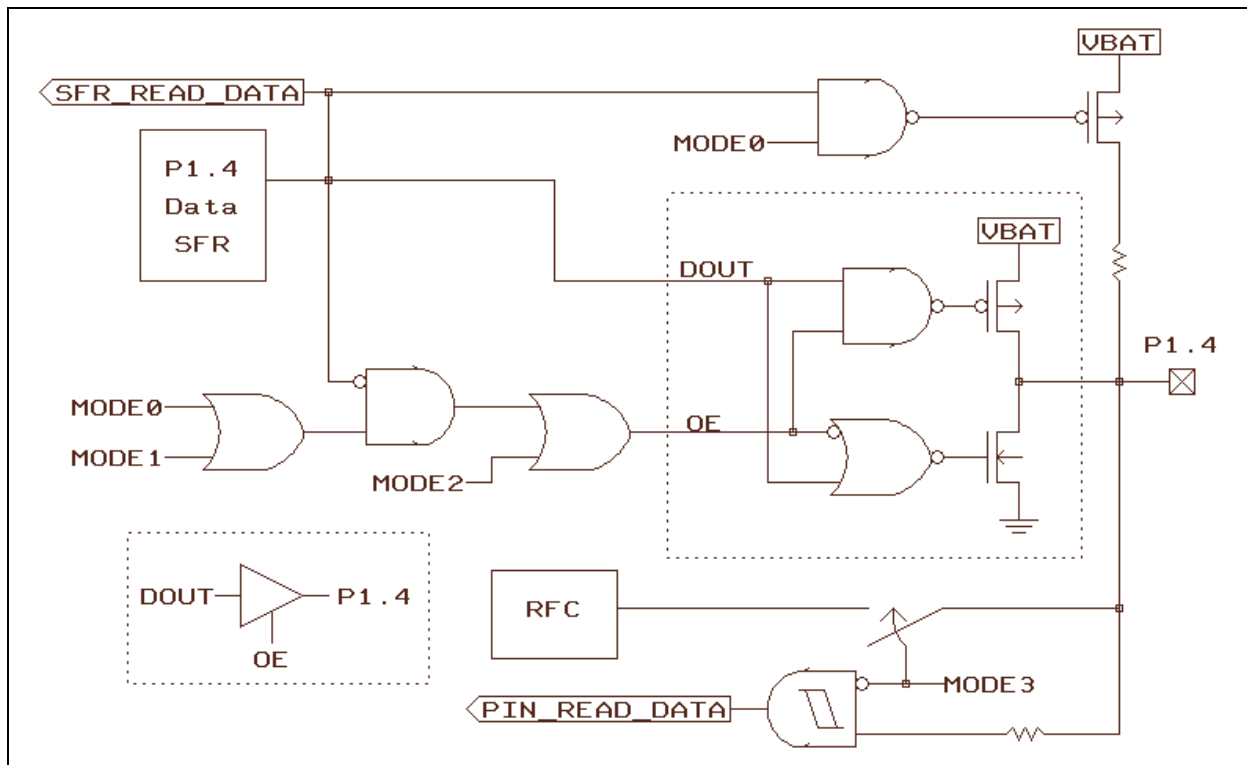 VBAT
SFR_READ_DATA
MODE0
P1.4
Data
SFR
VBAT
DOUT
P1.4
MODE0
MODE1
OE
MODE2
DOUT
P1.4
OE
RFC
MODE3
PIN_READ_DATA